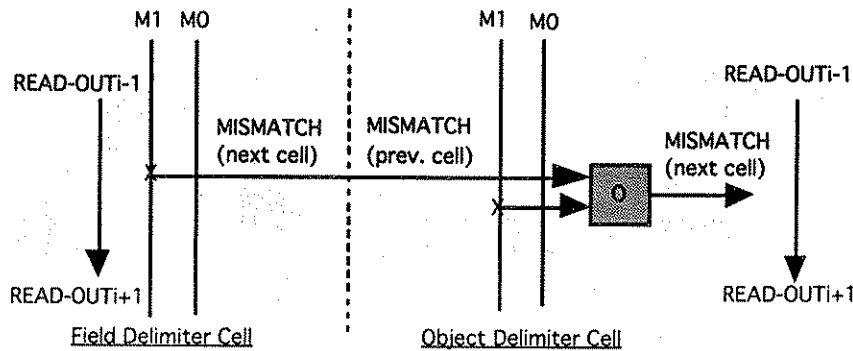 M1 M0 M1 M0
READ-OUTi-1 READ-OUTi-1
MISMATCH MISMATCH MISMATCH
(next cell) (prev. cell) (next cell)
O
READ-OUTi+1 READ-OUTi+1
Field Delimiter Cell Object Delimiter Cell